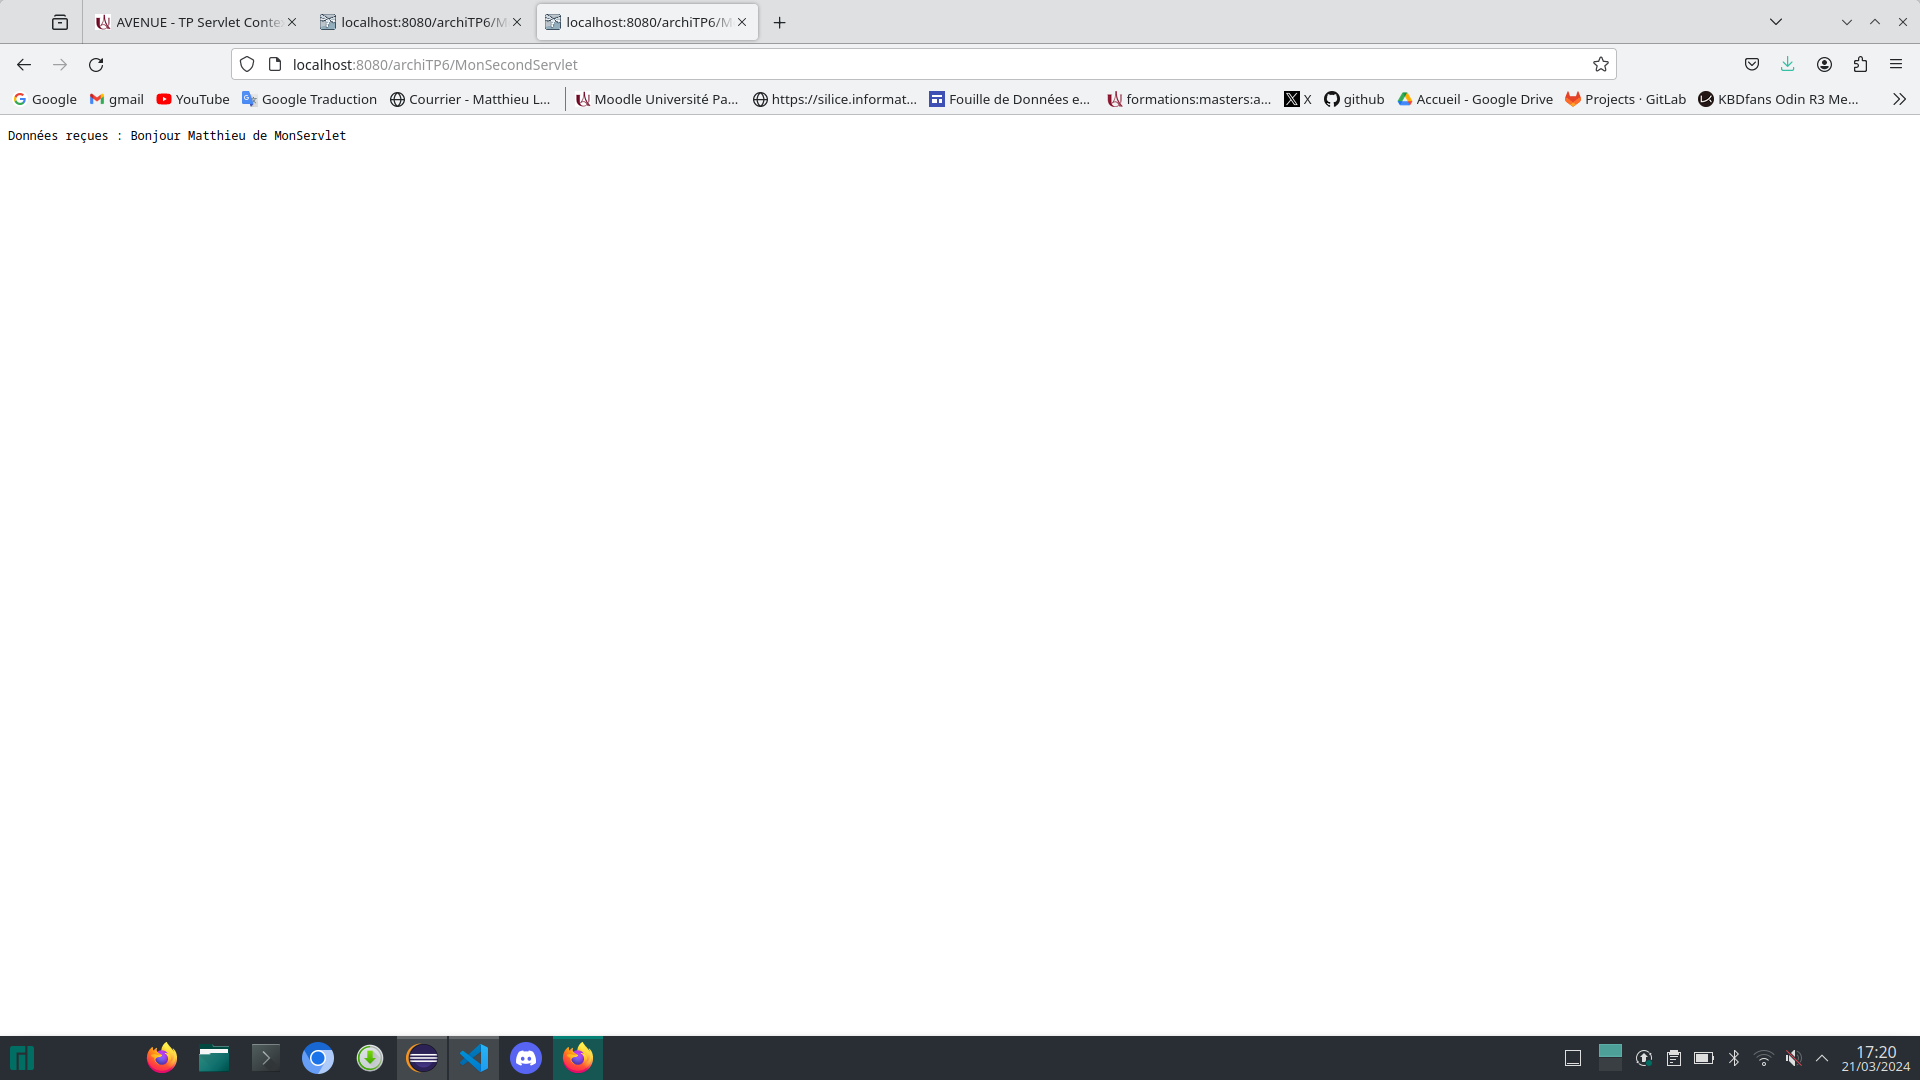 AVENUE - TP Servlet Conte
localhost:8080/archiTP6/M
localhost:8080/archiTP6/M
localhost:8080/archiTP6/MonSecondServlet
Google
gmail
YouTube
Google Traduction
Courrier - Matthieu L...
Moodle Université Pa...
https://silice.informat...
Fouille de Données e...
formations:masters:a...
X
github
Accueil - Google Drive
Projects · GitLab
KBDfans Odin R3 Me...
Données reçues : Bonjour Matthieu de MonServlet
17:20
21/03/2024